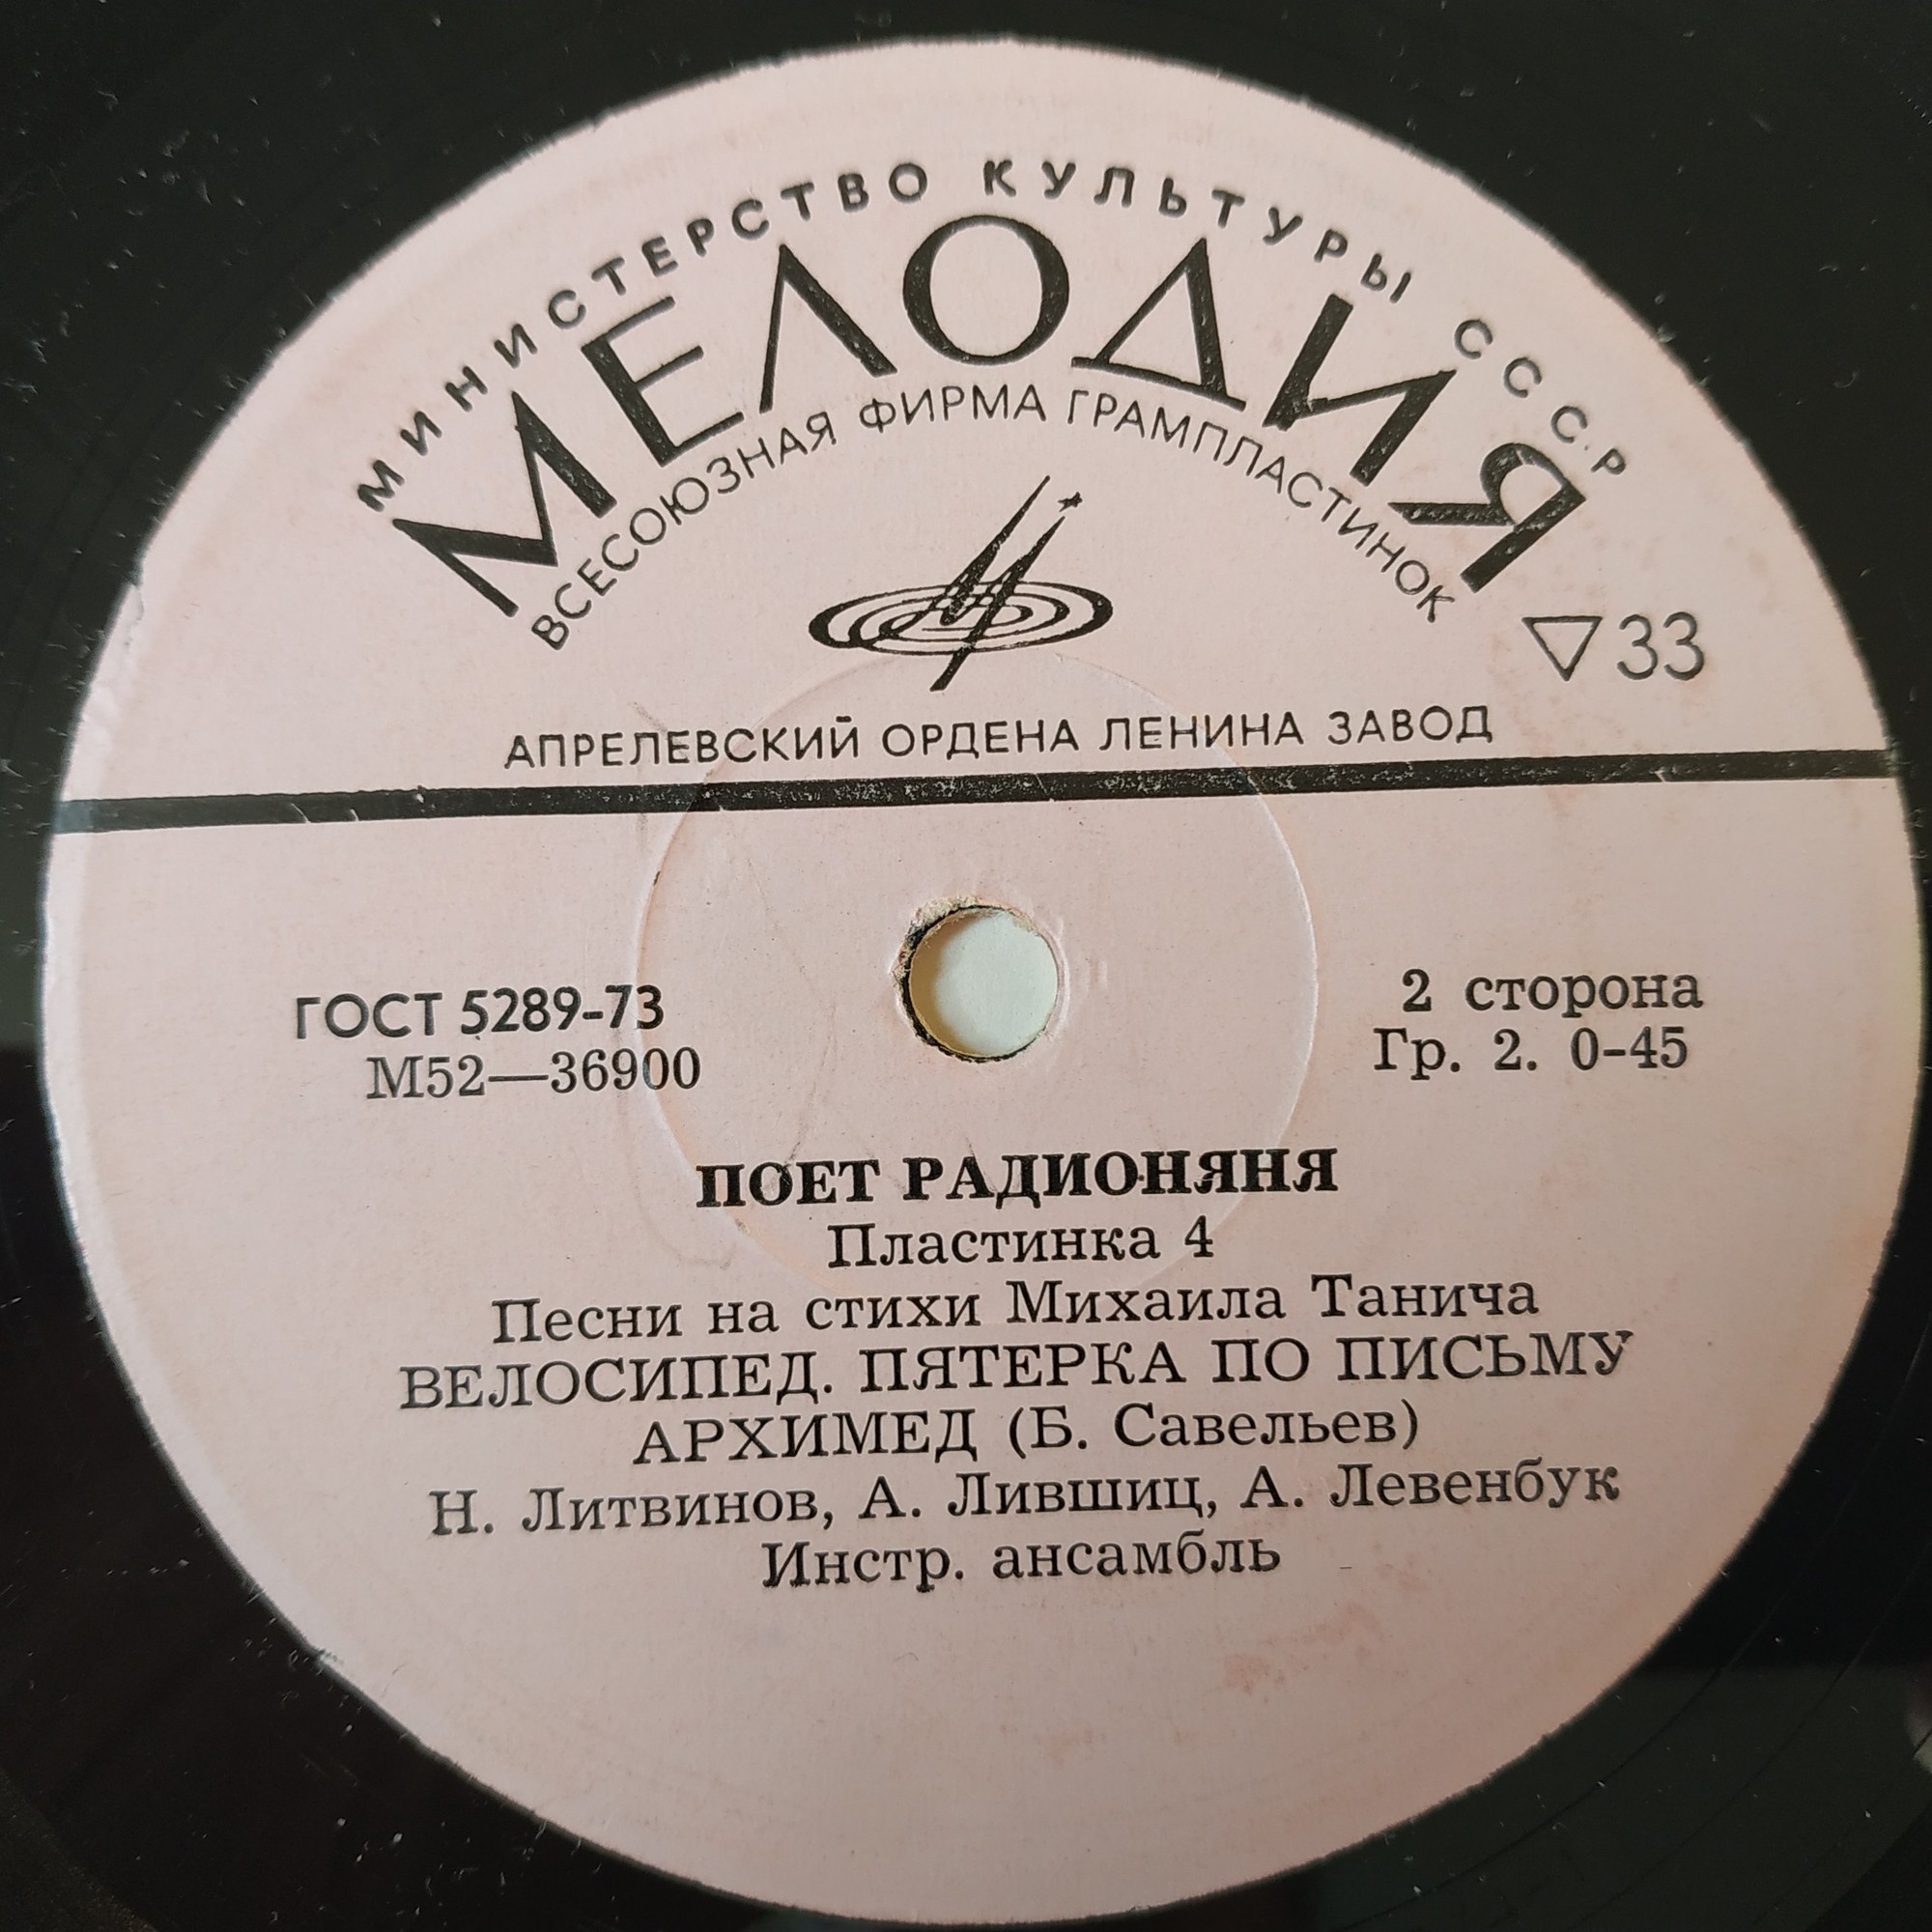 МИНИСТЕРСТВО КУЛЬТУРЫ СССР
МЕЛОДИЯ
ВСЕСОЮЗНАЯ ФИРМА ГРАМПЛАСТИНОК
▽33
АПРЕЛЕВСКИЙ ОРДЕНА ЛЕНИНА ЗАВОД
ГОСТ 5289-73
М52—36900
2 сторона
Гр. 2. 0-45
ПОЕТ РАДИОНЯНЯ
Пластинка 4
Песни на стихи Михаила Танича
ВЕЛОСИПЕД. ПЯТЕРКА ПО ПИСЬМУ
АРХИМЕД (Б. Савельев)
Н. Литвинов, А. Лившиц, А. Левенбук
Инстр. ансамбль